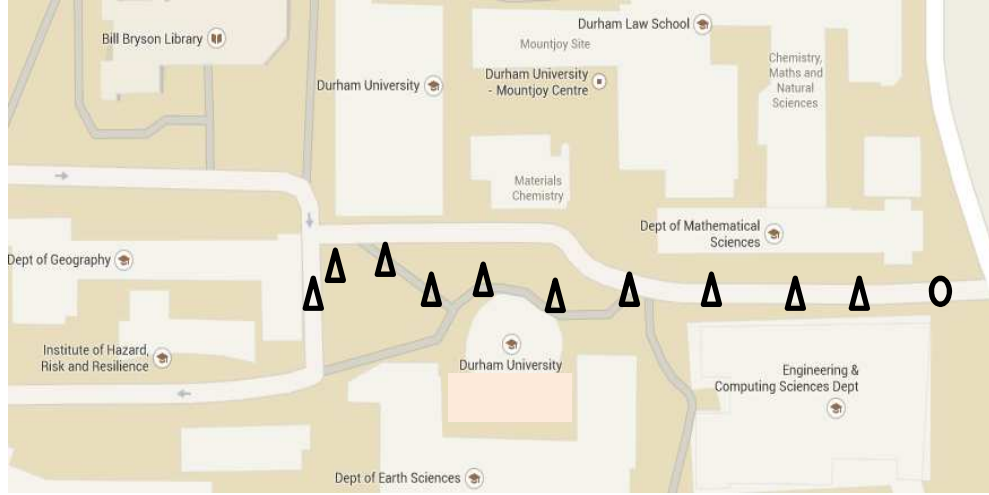 Bill Bryson Library
Durham Law School
Mountjoy Site
Durham University
Durham University
- Mountjoy Centre
Chemistry,
Maths and
Natural
Sciences
Materials
Chemistry
Dept of Mathematical
Sciences
Dept of Geography
Institute of Hazard,
Risk and Resilience
Durham University
Engineering &
Computing Sciences Dept
Dept of Earth Sciences